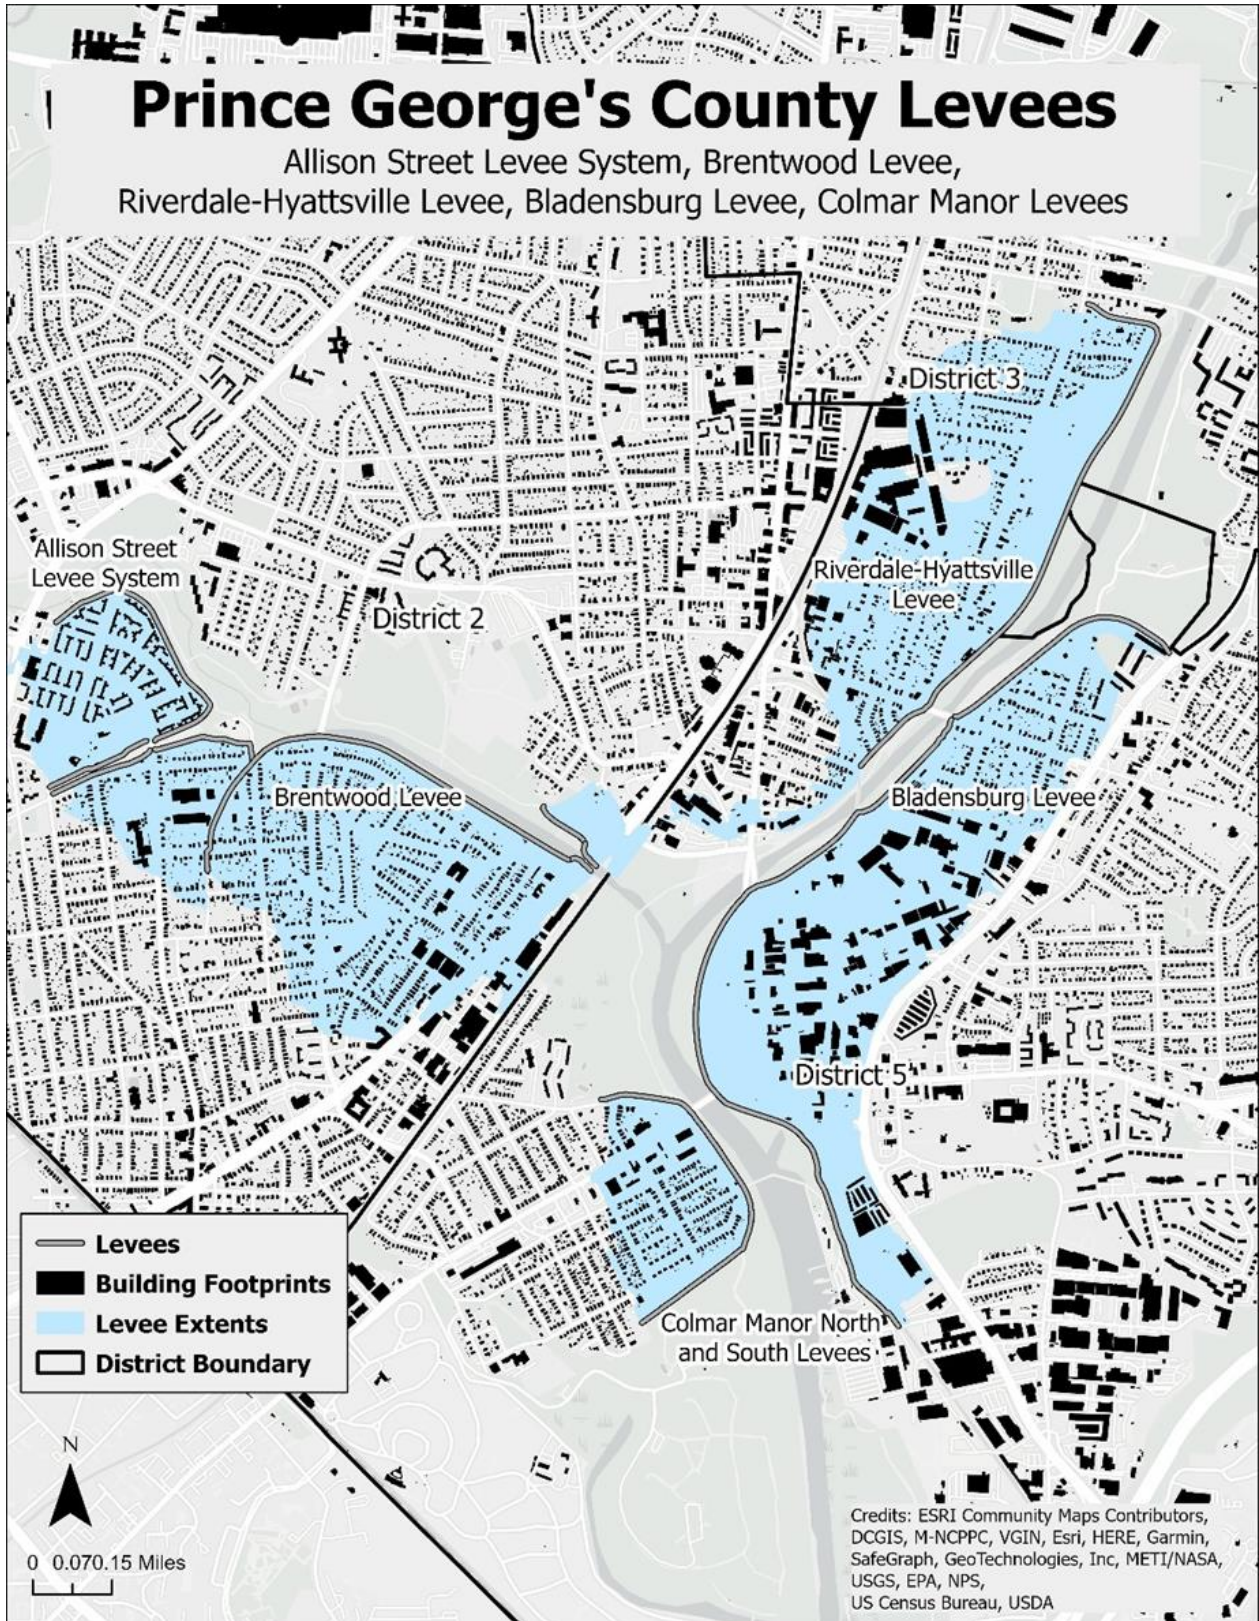 Prince George's County Levees
Allison Street Levee System, Brentwood Levee,
Riverdale-Hyattsville Levee, Bladensburg Levee, Colmar Manor Levees
District 3
Allison Street
Levee System
Riverdale-Hyattsville
Levee
District 2
Brentwood Levee
Bladensburg Levee
District 5
Levees
Building Footprints
Levee Extents
District Boundary
Colmar Manor North
and South Levees
N
0 0.070.15 Miles
Credits: ESRI Community Maps Contributors,
DCGIS, M-NCPPC, VGIN, Esri, HERE, Garmin,
SafeGraph, GeoTechnologies, Inc, METI/NASA,
USGS, EPA, NPS,
US Census Bureau, USDA